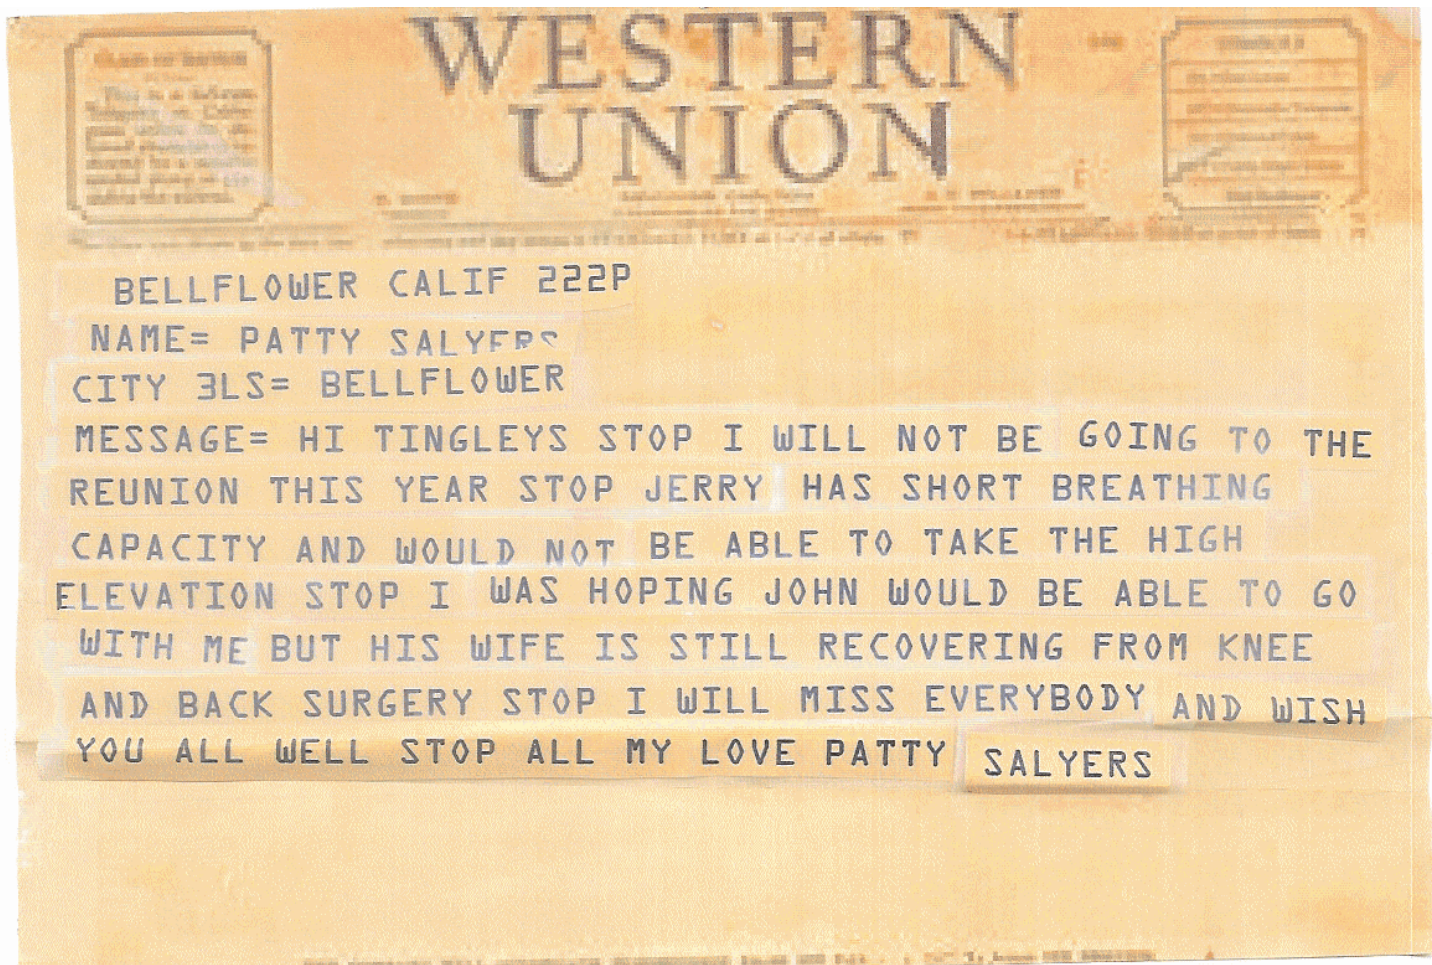 WESTERN
UNION
BELLFLOWER CALIF 222P
NAME= PATTY SALYERS
CITY 3LS= BELLFLOWER
MESSAGE= HI TINGLEYS STOP I WILL NOT BE GOING TO THE
REUNION THIS YEAR STOP JERRY HAS SHORT BREATHING
CAPACITY AND WOULD NOT BE ABLE TO TAKE THE HIGH
ELEVATION STOP I WAS HOPING JOHN WOULD BE ABLE TO GO
WITH ME BUT HIS WIFE IS STILL RECOVERING FROM KNEE
AND BACK SURGERY STOP I WILL MISS EVERYBODY AND WISH
YOU ALL WELL STOP ALL MY LOVE PATTY SALYERS